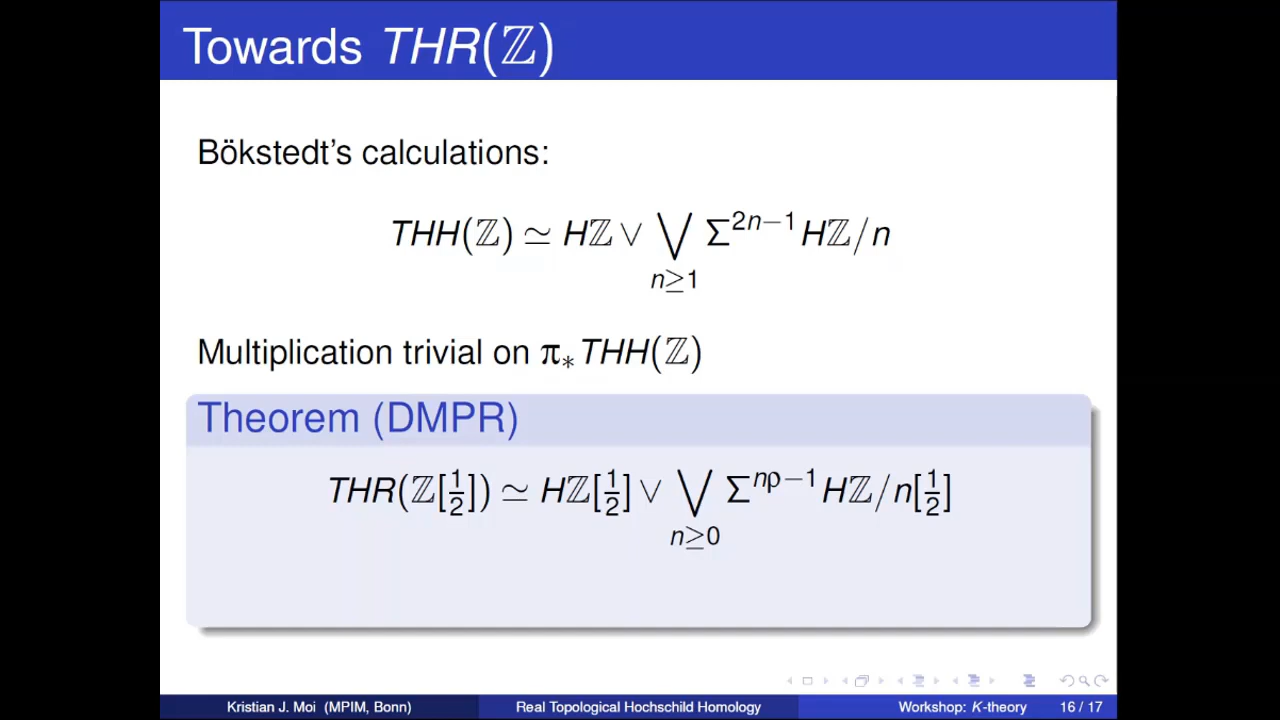 Towards THR(ℤ)
Bökstedt's calculations:
THH(ℤ) ≃ Hℤ ∨ ⋁_{n≥1} Σ^{2n−1} Hℤ/n
Multiplication trivial on π_* THH(ℤ)
Theorem (DMPR)
THR(ℤ[1/2]) ≃ Hℤ[1/2] ∨ ⋁_{n≥0} Σ^{nρ−1} Hℤ/n[1/2]
Kristian J. Moi (MPIM, Bonn) Real Topological Hochschild Homology Workshop: K-theory 16 / 17